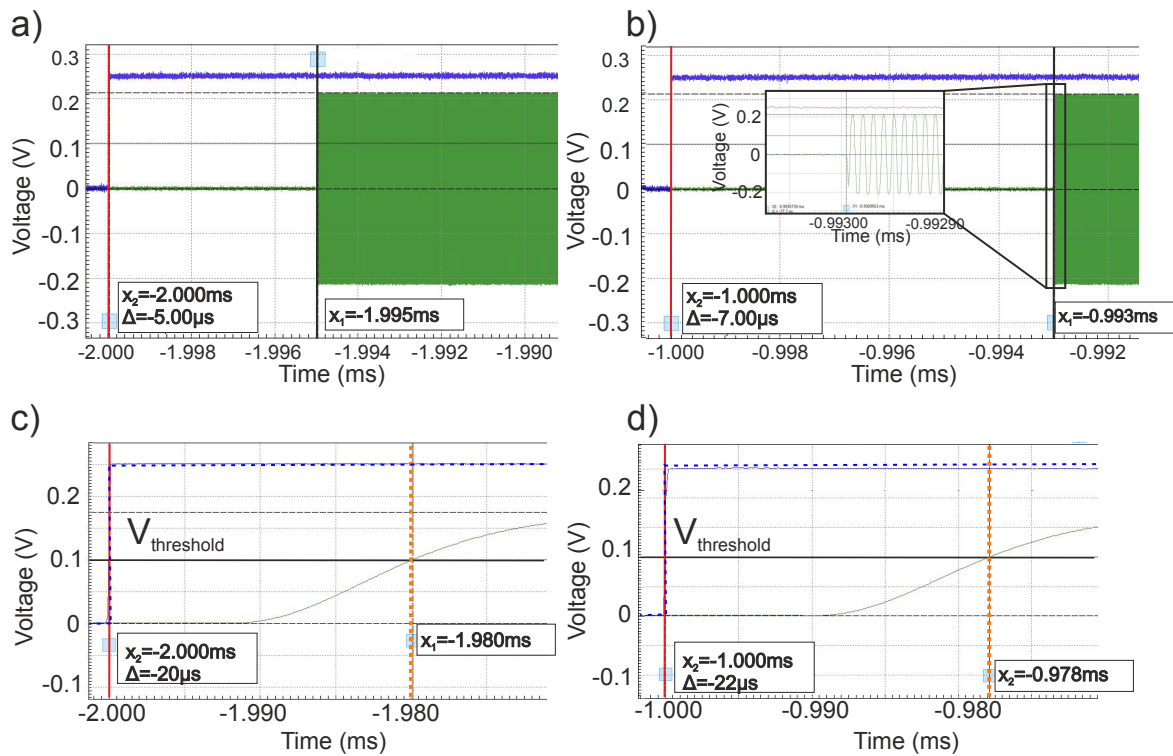 a)
0.3
0.2
0.1
0
-0.1
-0.2
-0.3
Voltage (V)
x₂=-2.000ms
Δ=-5.00µs
x₁=-1.995ms
-2.000
-1.998
-1.996
-1.994
-1.992
-1.990
Time (ms)
b)
0.3
0.2
0.1
0
-0.1
-0.2
-0.3
Voltage (V)
0.2
0
-0.2
Voltage (V)
-0.99300
-0.99290
Time (ms)
x₂=-1.000ms
Δ=-7.00µs
x₁=-0.993ms
-1.000
-0.998
-0.996
-0.994
-0.992
Time (ms)
c)
0.2
0.1
0
-0.1
Voltage (V)
Vthreshold
x₂=-2.000ms
Δ=-20µs
x₁=-1.980ms
-2.000
-1.990
-1.980
Time (ms)
d)
0.2
0.1
0
-0.1
Voltage (V)
Vthreshold
x₂=-1.000ms
Δ=-22µs
x₂=-0.978ms
-1.000
-0.990
-0.980
Time (ms)